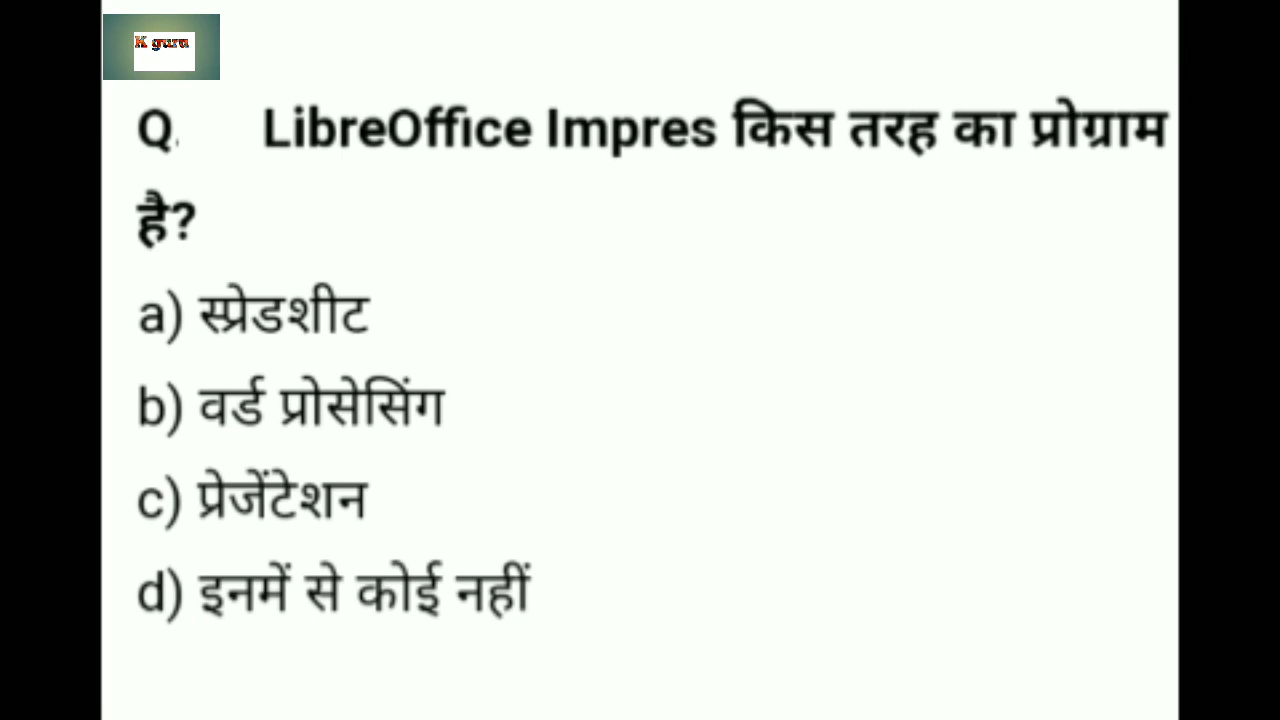 K guru
Q. LibreOffice Impres किस तरह का प्रोग्राम
है?
a) स्प्रेडशीट
b) वर्ड प्रोसेसिंग
c) प्रेजेंटेशन
d) इनमें से कोई नहीं